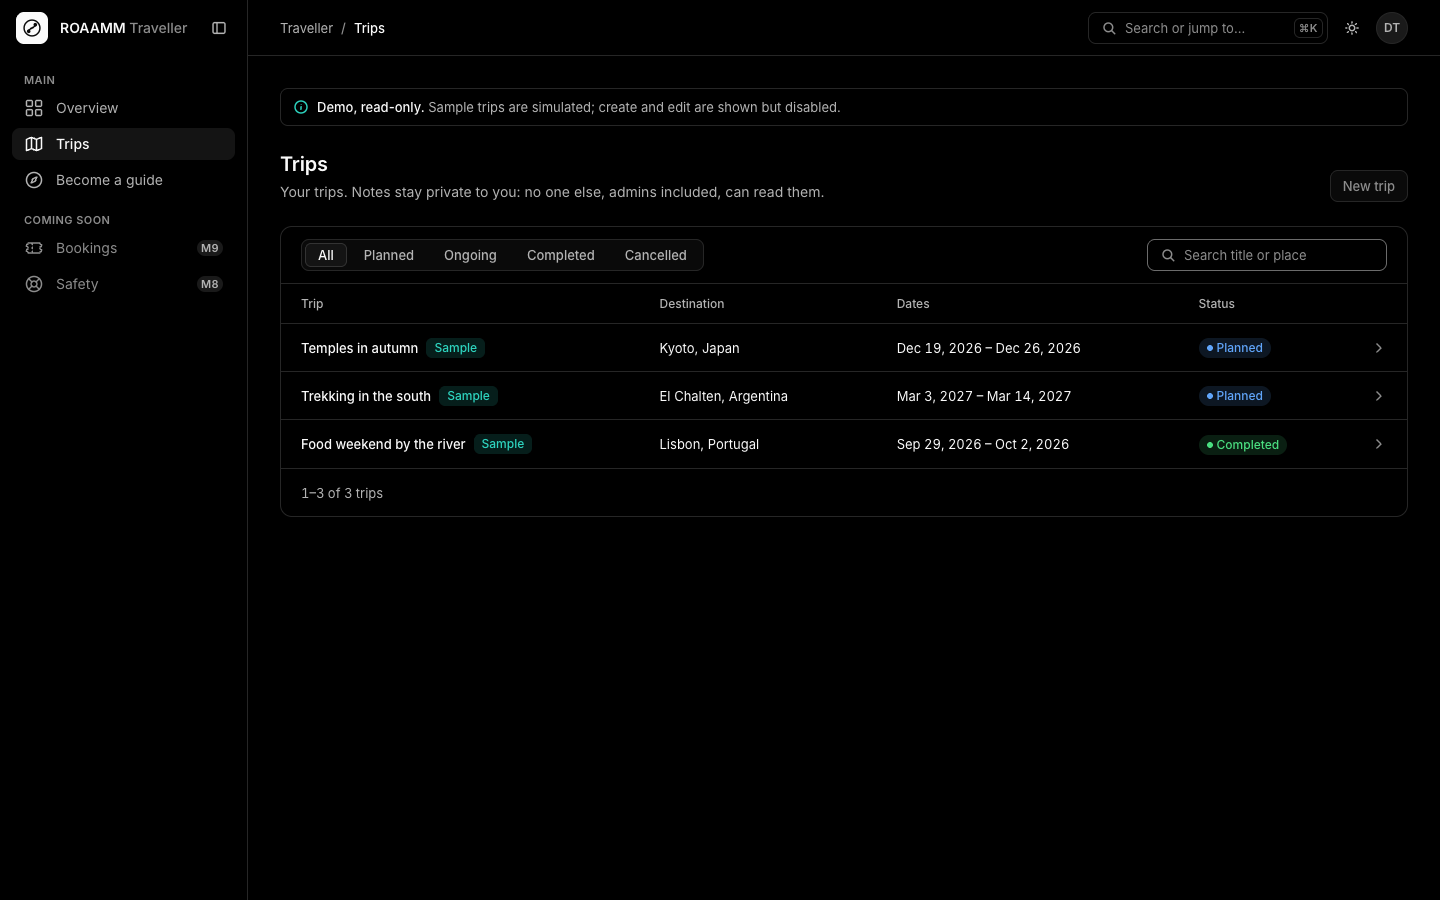 ROAAMM Traveller
Traveller / Trips
Search or jump to...
⌘K
DT
MAIN
Overview
Trips
Become a guide
COMING SOON
Bookings
M9
Safety
M8
Demo, read-only. Sample trips are simulated; create and edit are shown but disabled.
Trips
Your trips. Notes stay private to you: no one else, admins included, can read them.
New trip
All
Planned
Ongoing
Completed
Cancelled
Search title or place
Trip Destination Dates Status
Temples in autumn Sample Kyoto, Japan Dec 19, 2026 – Dec 26, 2026 Planned
Trekking in the south Sample El Chalten, Argentina Mar 3, 2027 – Mar 14, 2027 Planned
Food weekend by the river Sample Lisbon, Portugal Sep 29, 2026 – Oct 2, 2026 Completed
1–3 of 3 trips